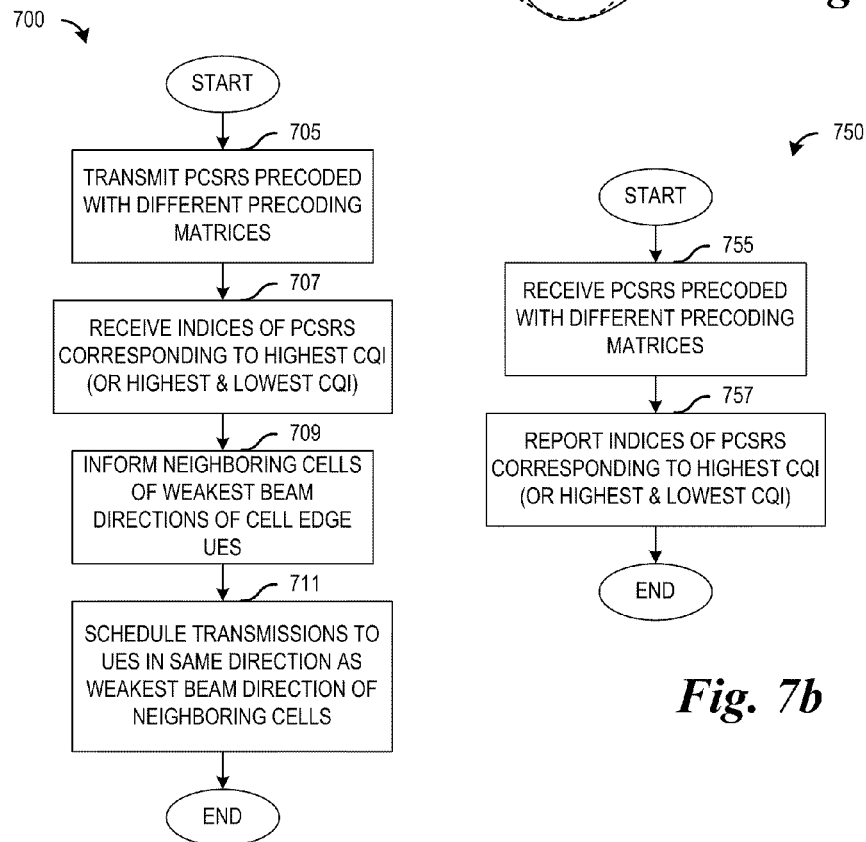 700
START
705
TRANSMIT PCSRS PRECODED
WITH DIFFERENT PRECODING
MATRICES
707
RECEIVE INDICES OF PCSRS
CORRESPONDING TO HIGHEST CQI
(OR HIGHEST & LOWEST CQI)
709
INFORM NEIGHBORING CELLS
OF WEAKEST BEAM
DIRECTIONS OF CELL EDGE
UES
711
SCHEDULE TRANSMISSIONS TO
UES IN SAME DIRECTION AS
WEAKEST BEAM DIRECTION OF
NEIGHBORING CELLS
END
750
START
755
RECEIVE PCSRS PRECODED
WITH DIFFERENT PRECODING
MATRICES
757
REPORT INDICES OF PCSRS
CORRESPONDING TO HIGHEST CQI
(OR HIGHEST & LOWEST CQI)
END
Fig. 7b